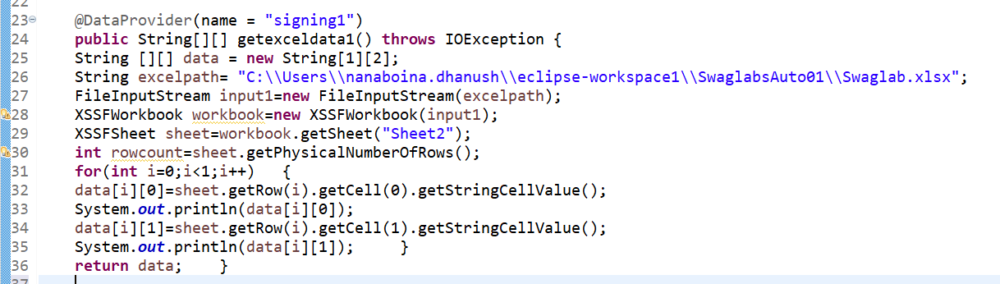 22
23 @DataProvider(name = "signing1")
24 public String[][] getexceldata1() throws IOException {
25 String [][] data = new String[1][2];
26 String excelpath= "C:\\Users\\nanaboina.dhanush\\eclipse-workspace1\\SwaglabsAuto01\\Swaglab.xlsx";
27 FileInputStream input1=new FileInputStream(excelpath);
28 XSSFWorkbook workbook=new XSSFWorkbook(input1);
29 XSSFSheet sheet=workbook.getSheet("Sheet2");
30 int rowcount=sheet.getPhysicalNumberOfRows();
31 for(int i=0;i<1;i++)   {
32 data[i][0]=sheet.getRow(i).getCell(0).getStringCellValue();
33 System.out.println(data[i][0]);
34 data[i][1]=sheet.getRow(i).getCell(1).getStringCellValue();
35 System.out.println(data[i][1]);     }
36 return data;    }
37